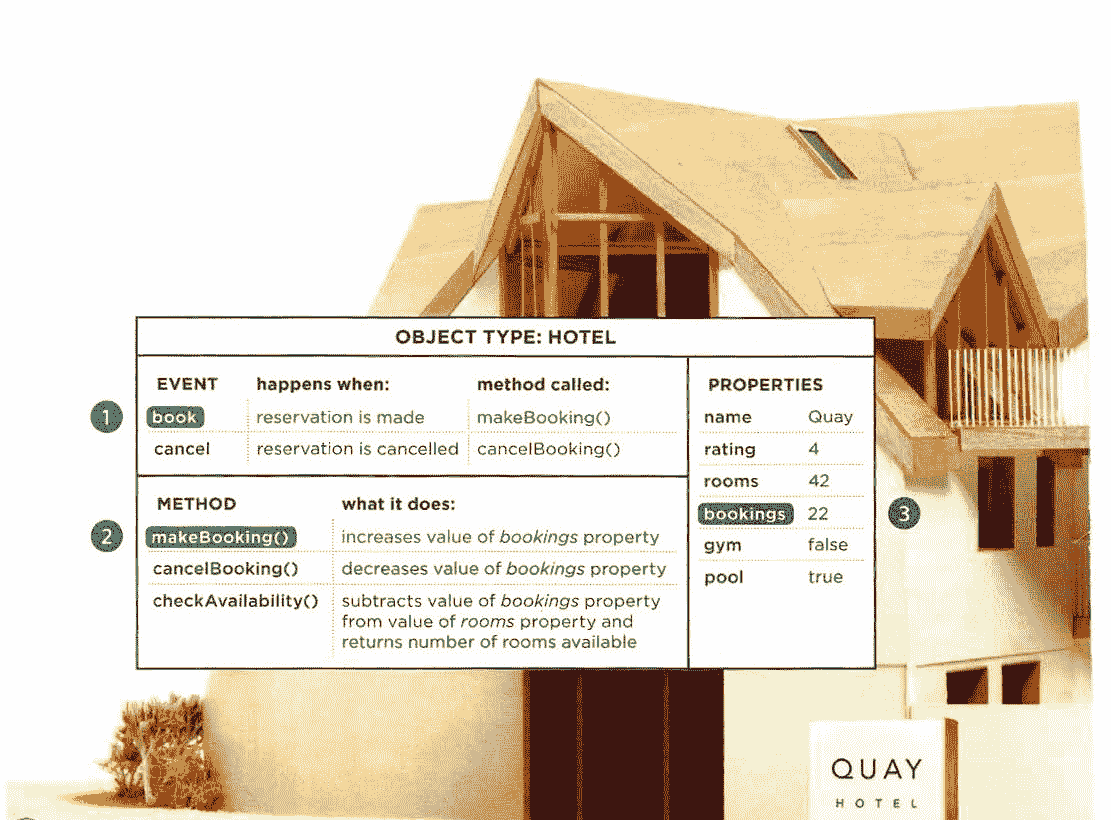 OBJECT TYPE: HOTEL
EVENT happens when: method called:
1 book reservation is made makeBooking()
cancel reservation is cancelled cancelBooking()
METHOD what it does:
2 makeBooking() increases value of bookings property
cancelBooking() decreases value of bookings property
checkAvailability() subtracts value of bookings property
from value of rooms property and
returns number of rooms available
PROPERTIES
name Quay
rating 4
rooms 42
bookings 22 3
gym false
pool true
QUAY
HOTEL